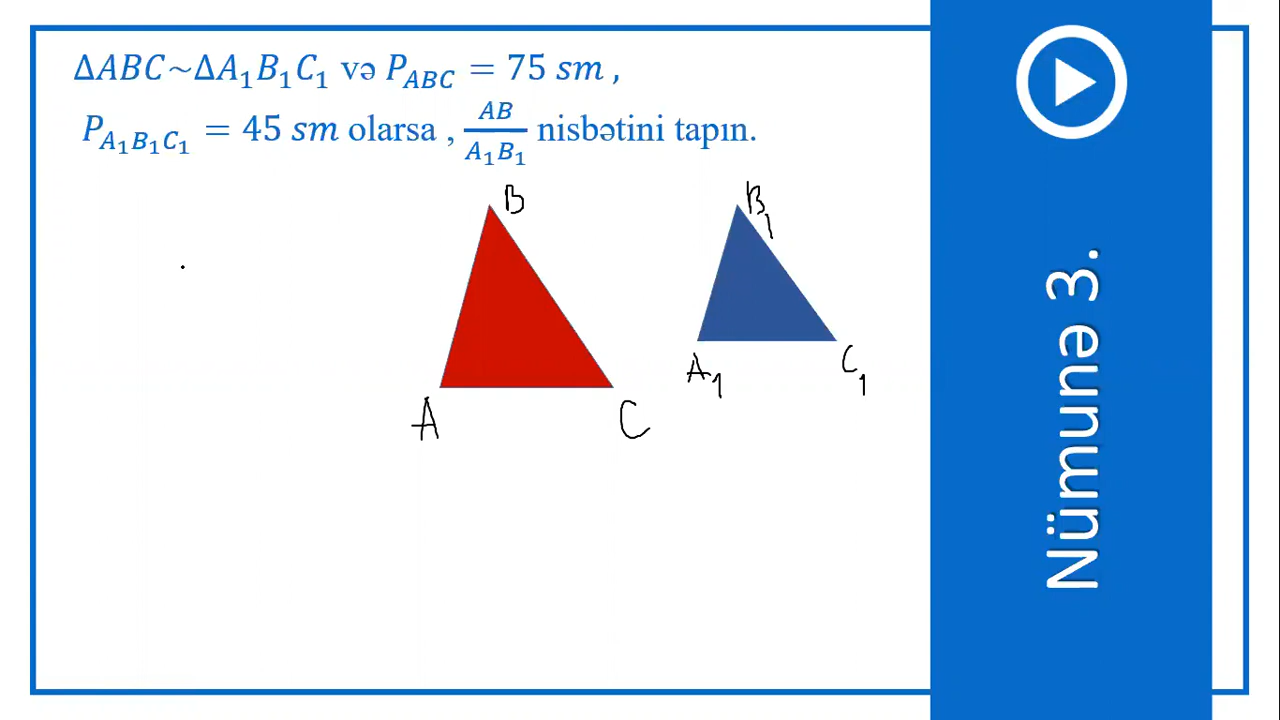 ΔABC~ΔA₁B₁C₁ və P_ABC = 75 sm ,
P_A₁B₁C₁ = 45 sm olarsa , AB/A₁B₁ nisbətini tapın.
B
B₁
A₁
C₁
A
C
Nümunə 3.